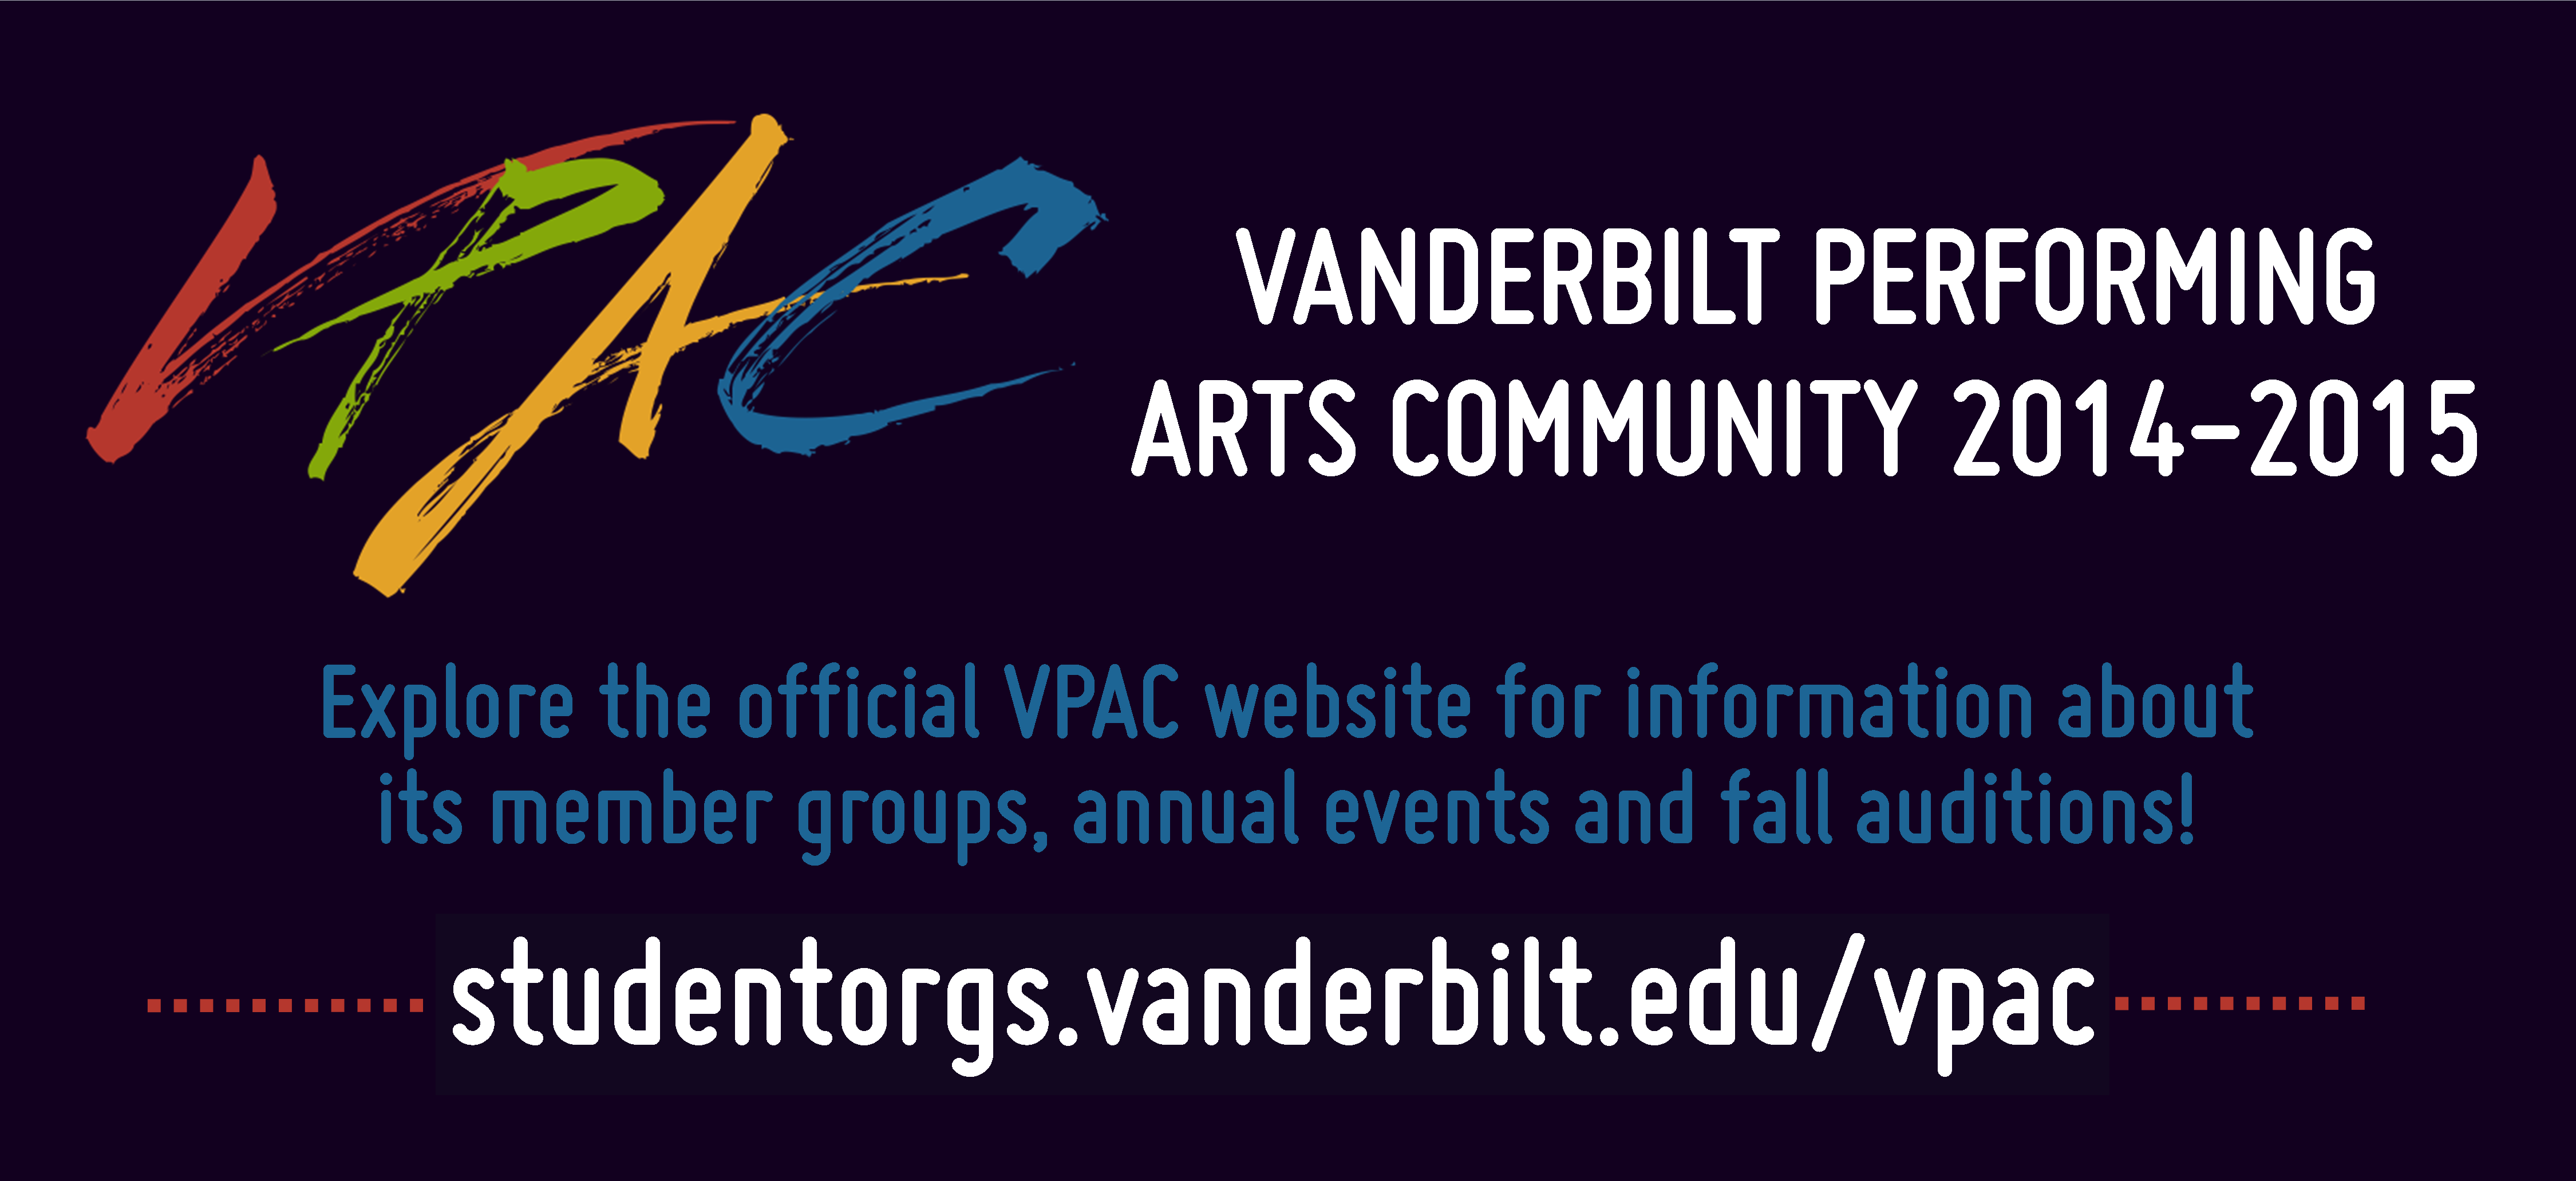 VPAC
VANDERBILT PERFORMING
ARTS COMMUNITY 2014-2015
Explore the official VPAC website for information about
its member groups, annual events and fall auditions!
studentorgs.vanderbilt.edu/vpac